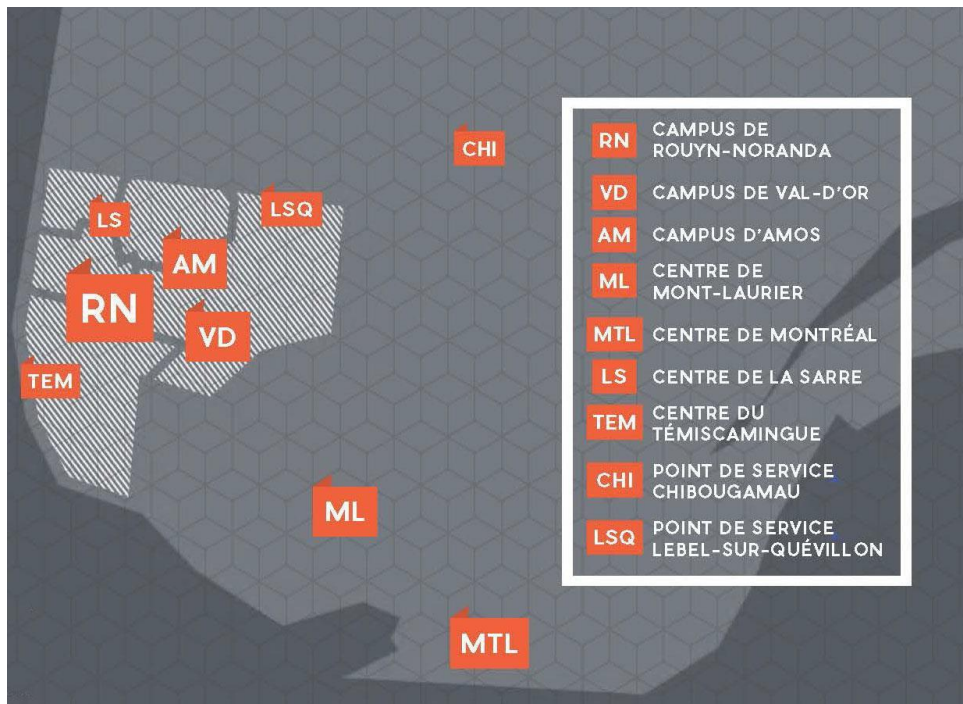 CHI
LSQ
LS
AM
RN
VD
TEM
ML
MTL
RN CAMPUS DE
ROUYN-NORANDA
VD CAMPUS DE VAL-D'OR
AM CAMPUS D'AMOS
ML CENTRE DE
MONT-LAURIER
MTL CENTRE DE MONTRÉAL
LS CENTRE DE LA SARRE
TEM CENTRE DU
TÉMISCAMINGUE
CHI POINT DE SERVICE
CHIBOUGAMAU
LSQ POINT DE SERVICE
LEBEL-SUR-QUÉVILLON